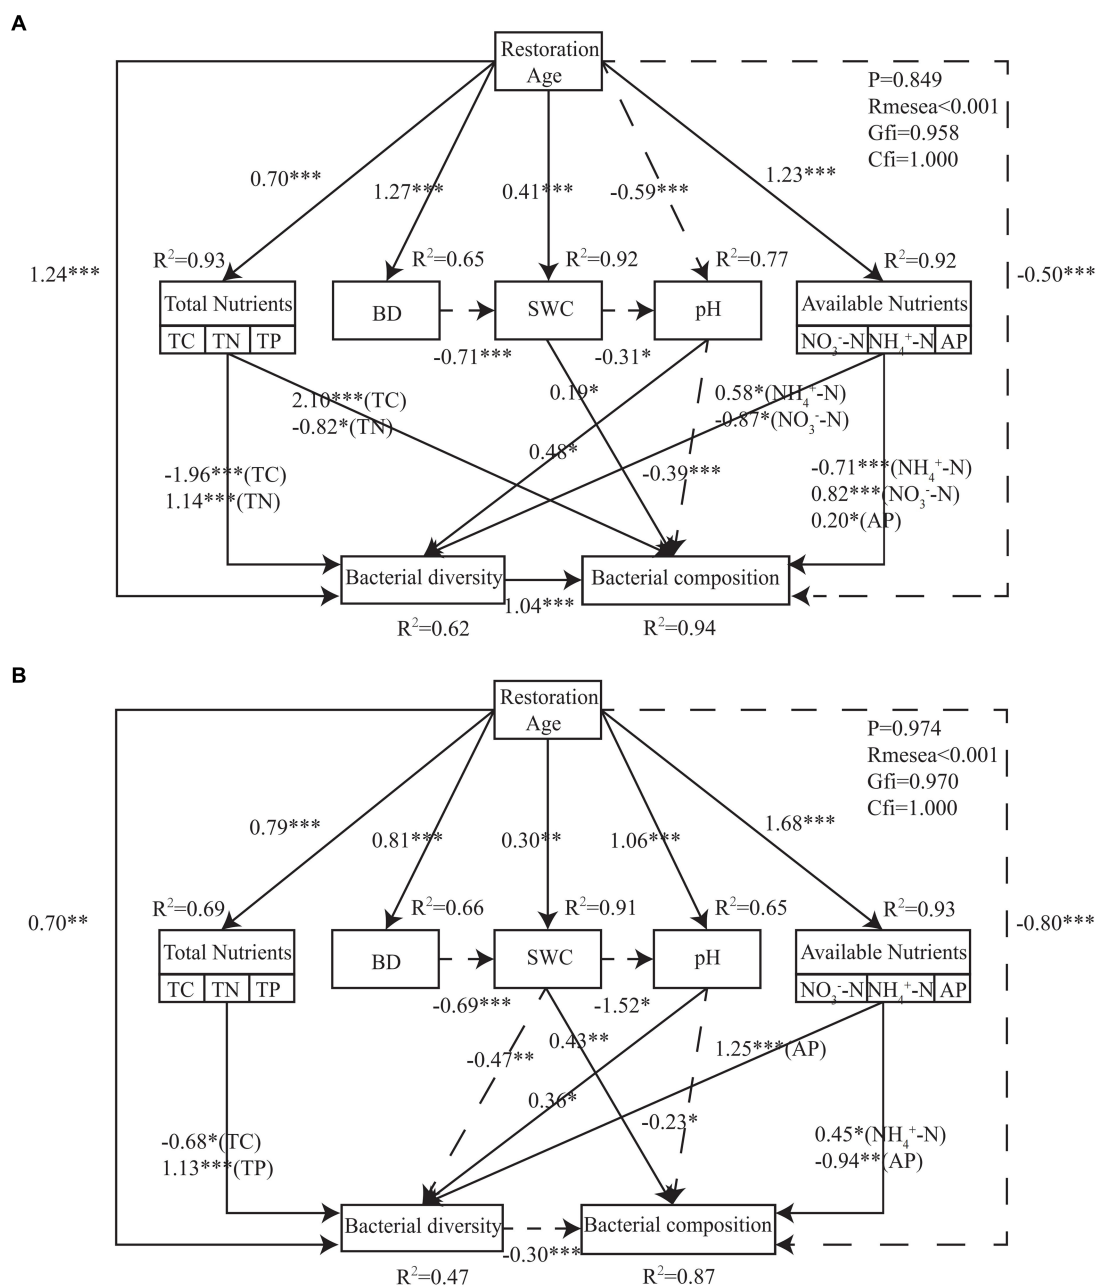 A
Restoration
Age
P=0.849
Rmesea<0.001
Gfi=0.958
Cfi=1.000
0.70***
1.27***
0.41***
-0.59***
1.23***
1.24***
-0.50***
R²=0.93
R²=0.65
R²=0.92
R²=0.77
R²=0.92
Total Nutrients
TC TN TP
BD
SWC
pH
Available Nutrients
NO₃⁻-N NH₄⁺-N AP
-0.71***
-0.31*
2.10***(TC)
-0.82*(TN)
0.19*
0.58*(NH₄⁺-N)
-0.87*(NO₃⁻-N)
0.48*
-0.39***
-1.96***(TC)
1.14***(TN)
-0.71***(NH₄⁺-N)
0.82***(NO₃⁻-N)
0.20*(AP)
Bacterial diversity
Bacterial composition
1.04***
R²=0.62
R²=0.94
B
Restoration
Age
P=0.974
Rmesea<0.001
Gfi=0.970
Cfi=1.000
0.79***
0.81***
0.30**
1.06***
1.68***
0.70**
-0.80***
R²=0.69
R²=0.66
R²=0.91
R²=0.65
R²=0.93
Total Nutrients
TC TN TP
BD
SWC
pH
Available Nutrients
NO₃⁻-N NH₄⁺-N AP
-0.69***
-1.52*
-0.47**
0.43**
1.25***(AP)
0.36*
-0.23*
-0.68*(TC)
1.13***(TP)
0.45*(NH₄⁺-N)
-0.94**(AP)
Bacterial diversity
Bacterial composition
-0.30***
R²=0.47
R²=0.87